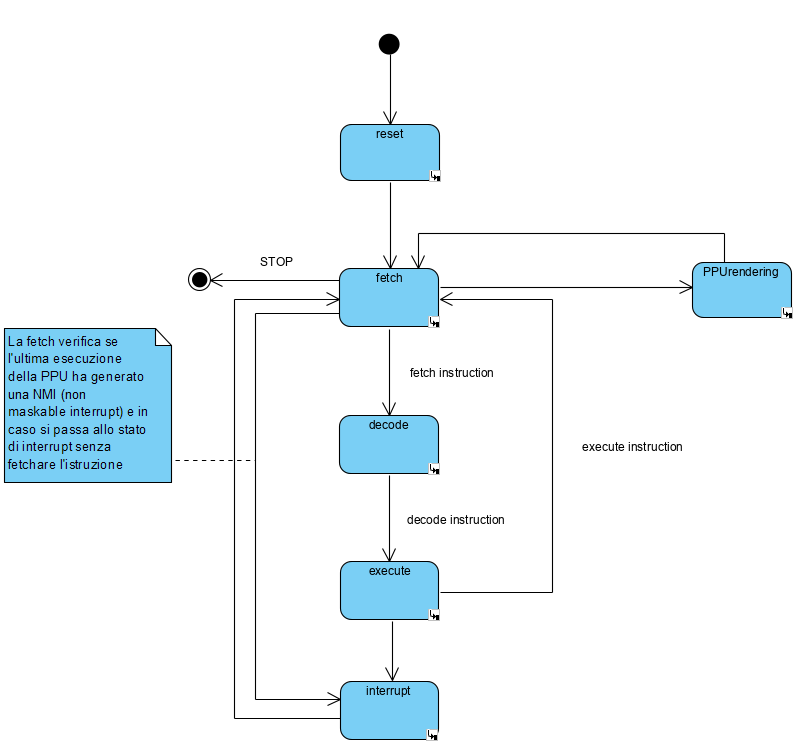 reset
STOP
fetch
PPUrendering
La fetch verifica se
l'ultima esecuzione
della PPU ha generato
una NMI (non
maskable interrupt) e in
caso si passa allo stato
di interrupt senza
fetchare l'istruzione
fetch instruction
decode
execute instruction
decode instruction
execute
interrupt